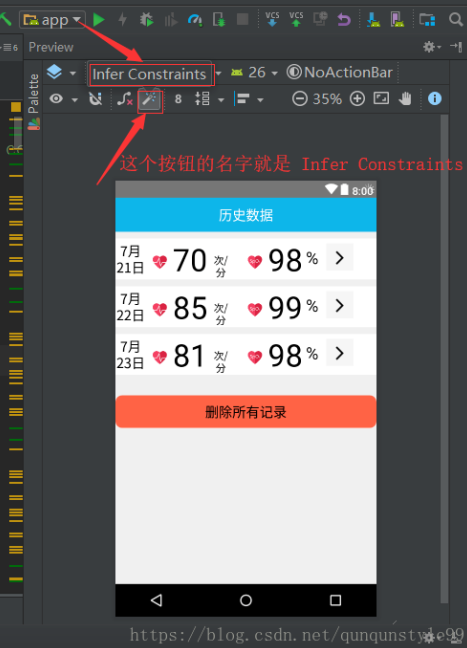 app
VCS VCS
6
Preview
Infer Constraints
26
NoActionBar
Palette
8
35%
这个按钮的名字就是 Infer Constraints
8:00
历史数据
7月
21日
70
次/
分
98 %
7月
22日
85
次/
分
99 %
7月
23日
81
次/
分
98 %
删除所有记录
https://blog.csdn.net/qunqunstyle99